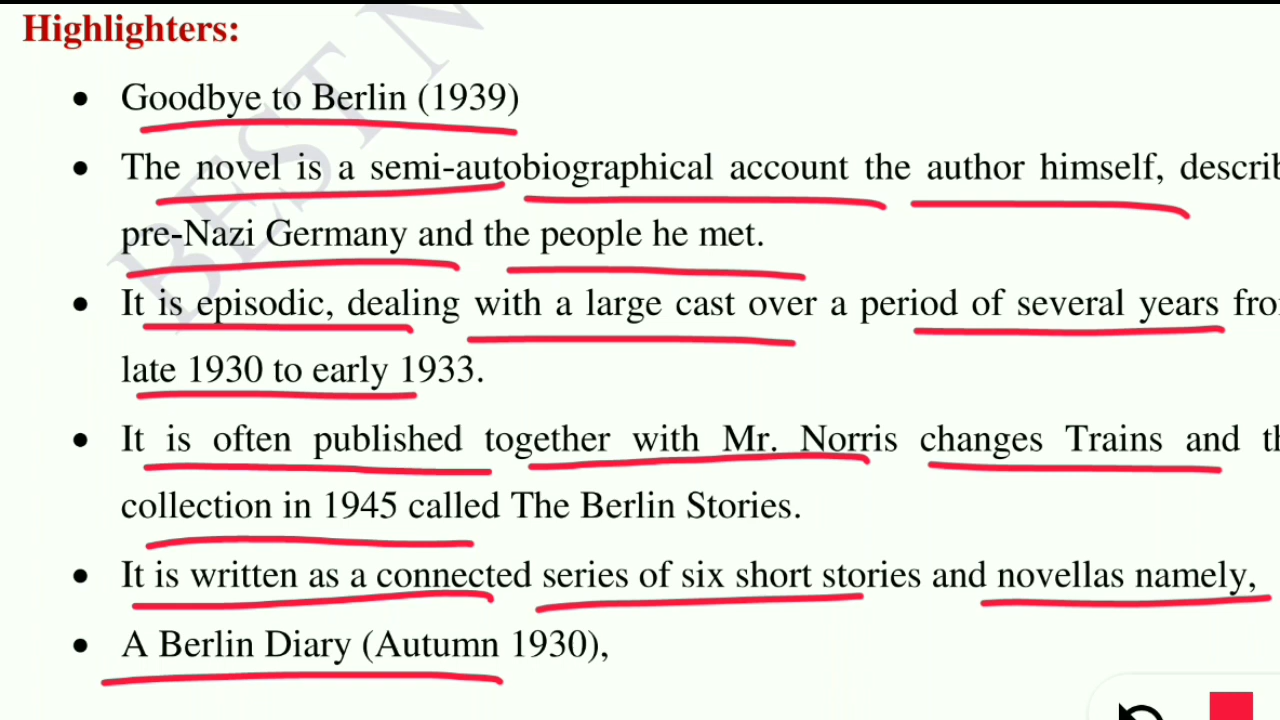 Highlighters:
• Goodbye to Berlin (1939)
• The novel is a semi-autobiographical account the author himself,
pre-Nazi Germany and the people he met.
• It is episodic, dealing with a large cast over a period of several years
late 1930 to early 1933.
• It is often published together with Mr. Norris changes Trains and
collection in 1945 called The Berlin Stories.
• It is written as a connected series of six short stories and novellas namely,
• A Berlin Diary (Autumn 1930),
BEST N